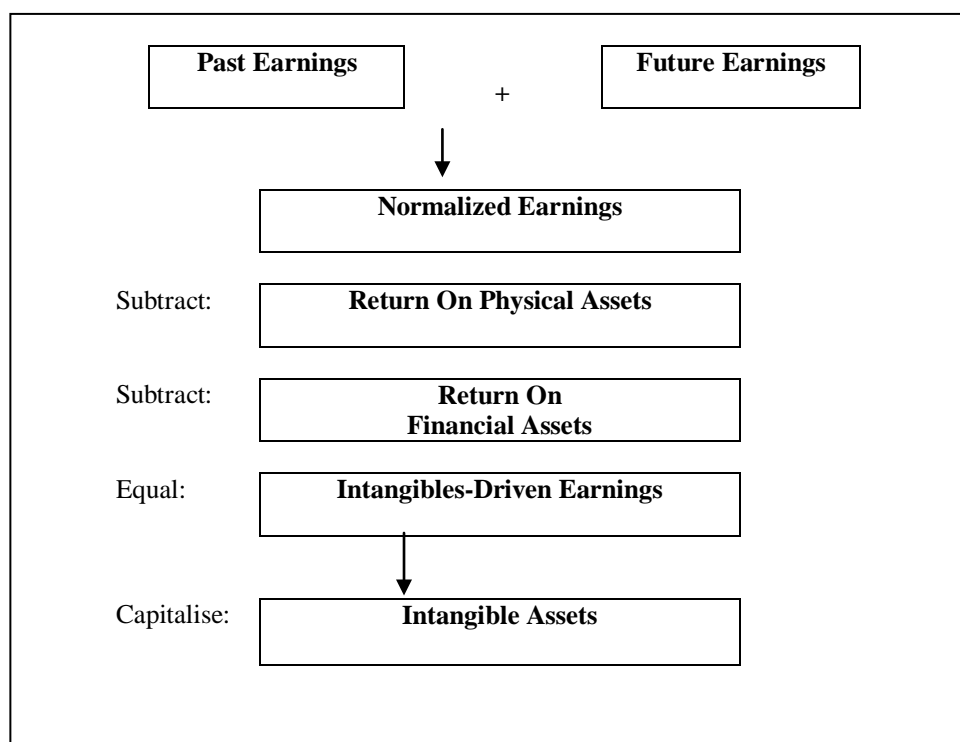 Past Earnings
+
Future Earnings
Normalized Earnings
Subtract:
Return On Physical Assets
Subtract:
Return On
Financial Assets
Equal:
Intangibles-Driven Earnings
Capitalise:
Intangible Assets